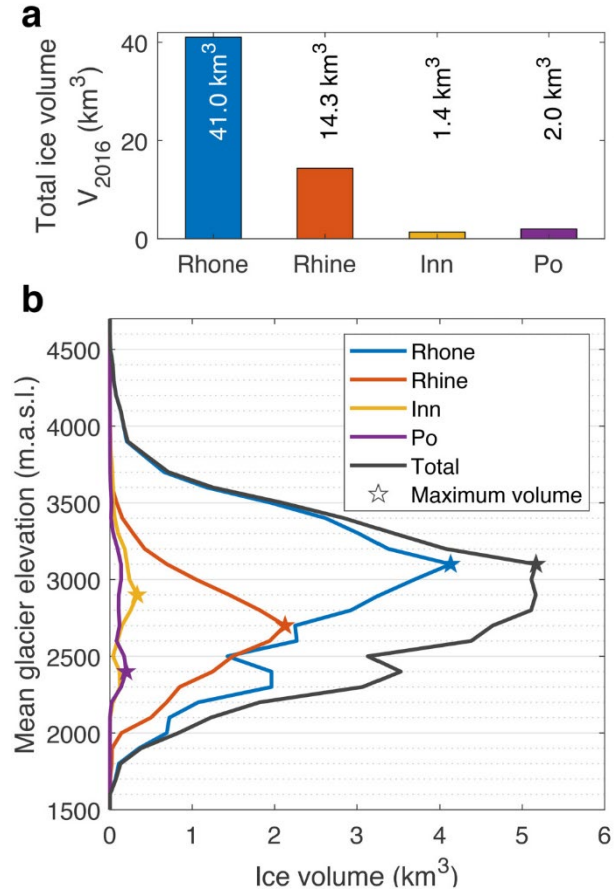 a
Total ice volume
V_2016 (km³)
40
20
0
41.0 km³
14.3 km³
1.4 km³
2.0 km³
Rhone Rhine Inn Po
b
Mean glacier elevation (m.a.s.l.)
4500
4000
3500
3000
2500
2000
1500
Rhone
Rhine
Inn
Po
Total
Maximum volume
0 1 2 3 4 5 6
Ice volume (km³)